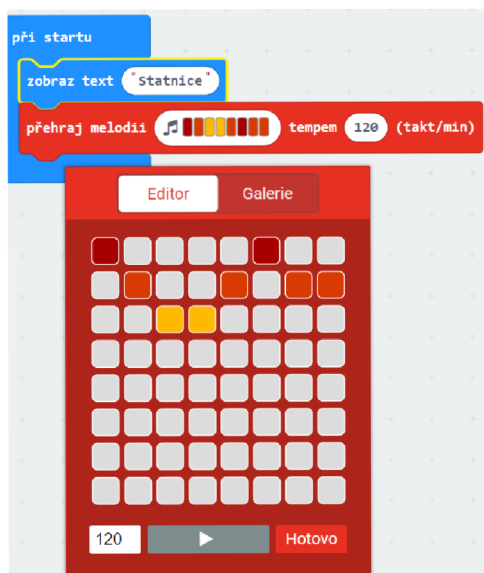 při startu
zobraz text "Statnice"
přehraj melodii tempem 120 (takt/min)
Editor Galerie
120 Hotovo